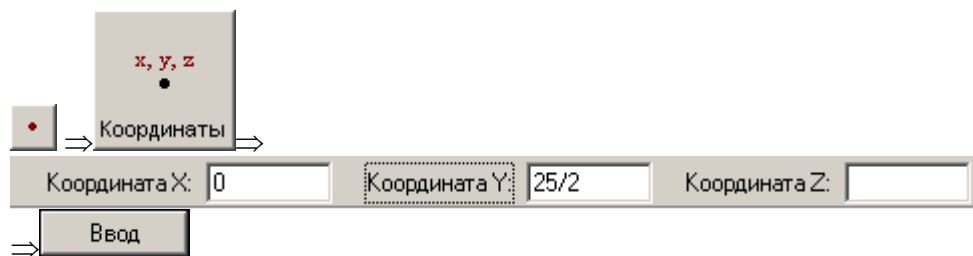 x, y, z
⇒ Координаты ⇒
Координата X: 0 Координата Y: 25/2 Координата Z:
⇒ Ввод